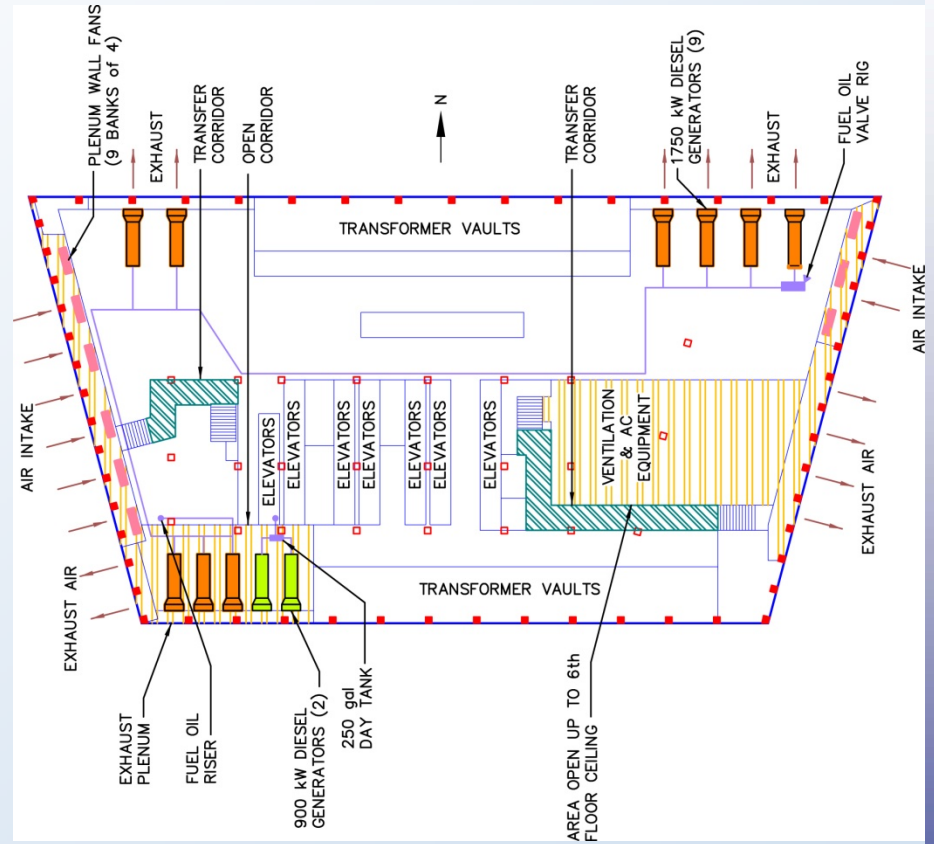 PLENUM WALL FANS
(9 BANKS of 4)
EXHAUST
TRANSFER
CORRIDOR
OPEN
CORRIDOR
N
TRANSFER
CORRIDOR
1750 kW DIESEL
GENERATORS (9)
EXHAUST
FUEL OIL
VALVE RIG
TRANSFORMER VAULTS
AIR INTAKE
AIR INTAKE
ELEVATORS
ELEVATORS
ELEVATORS
ELEVATORS
ELEVATORS
ELEVATORS
ELEVATORS
VENTILATION
& AC
EQUIPMENT
EXHAUST AIR
EXHAUST AIR
TRANSFORMER VAULTS
EXHAUST
PLENUM
FUEL OIL
RISER
900 kW DIESEL
GENERATORS (2)
250 gal
DAY TANK
AREA OPEN UP TO 6th
FLOOR CEILING